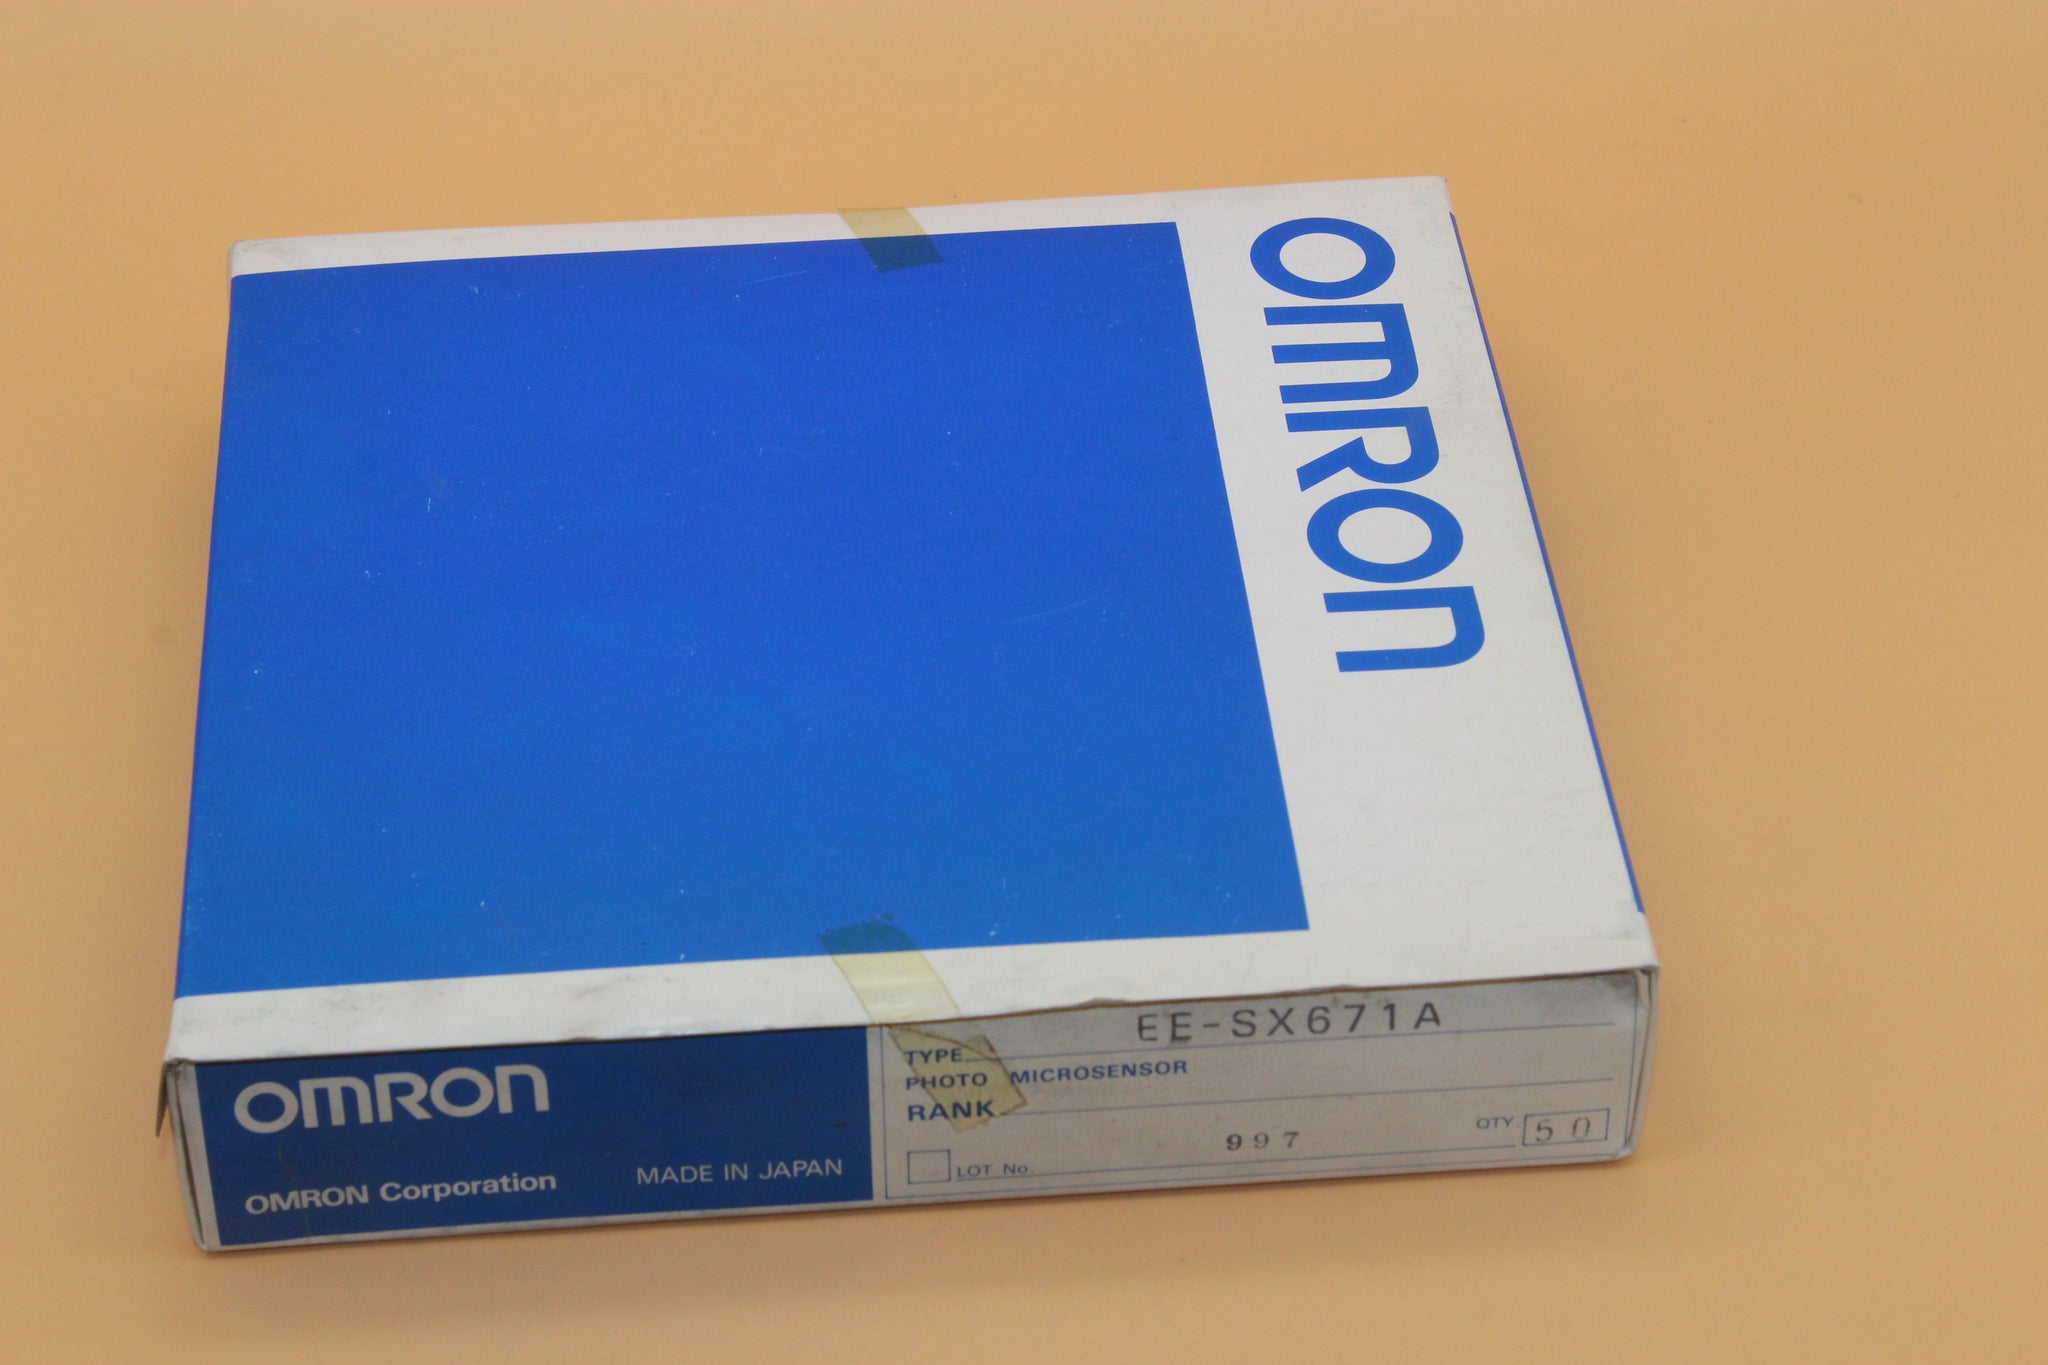 OMRON
OMRON
OMRON Corporation
MADE IN JAPAN
TYPE EE-SX671A
PHOTO MICROSENSOR
RANK
LOT No. 997
QTY. 50